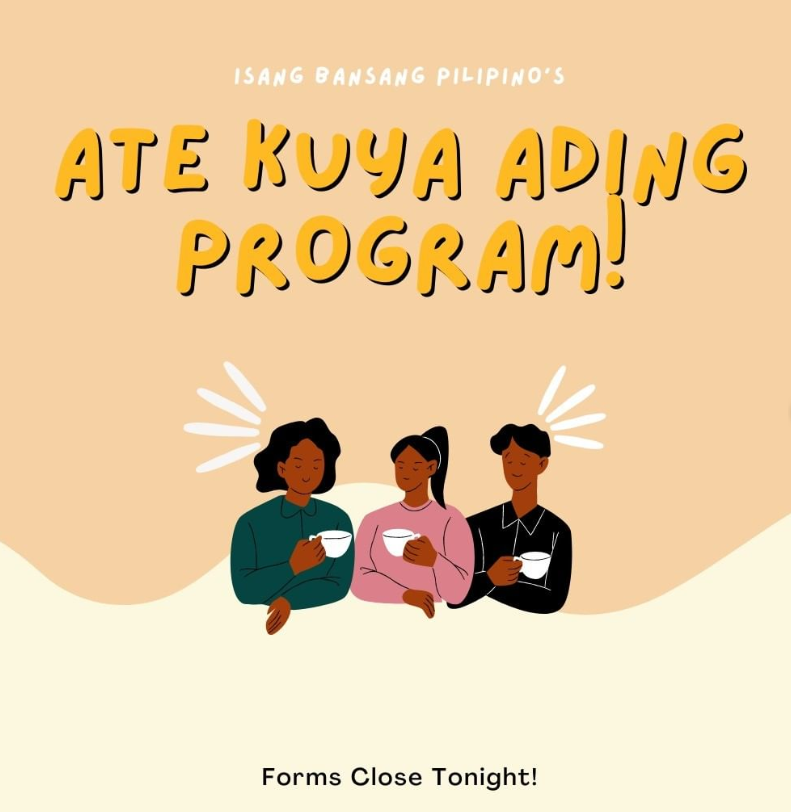 ISANG BANSANG PILIPINO'S
ATE KUYA ADING
PROGRAM!
Forms Close Tonight!